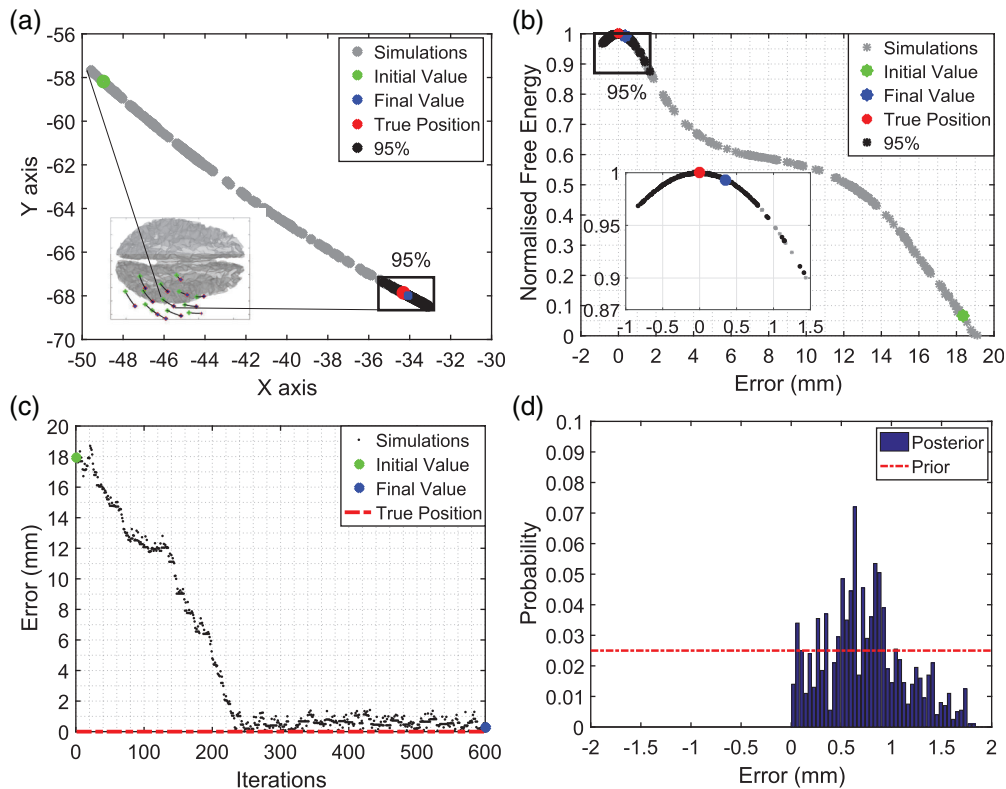 (a)
-56
-58
-60
-62
-64
-66
-68
-70
Y axis
-50 -48 -46 -44 -42 -40 -38 -36 -34 -32 -30
X axis
Simulations
Initial Value
Final Value
True Position
95%
95%
(b)
1
0.9
0.8
0.7
0.6
0.5
0.4
0.3
0.2
0.1
0
Normalised Free Energy
-2 0 2 4 6 8 10 12 14 16 18 20
Error (mm)
Simulations
Initial Value
Final Value
True Position
95%
95%
1
0.95
0.9
0.87
-1 -0.5 0 0.5 1 1.5
(c)
20
18
16
14
12
10
8
6
4
2
0
Error (mm)
0 100 200 300 400 500 600
Iterations
Simulations
Initial Value
Final Value
True Position
(d)
0.1
0.09
0.08
0.07
0.06
0.05
0.04
0.03
0.02
0.01
0
Probability
-2 -1.5 -1 -0.5 0 0.5 1 1.5 2
Error (mm)
Posterior
Prior